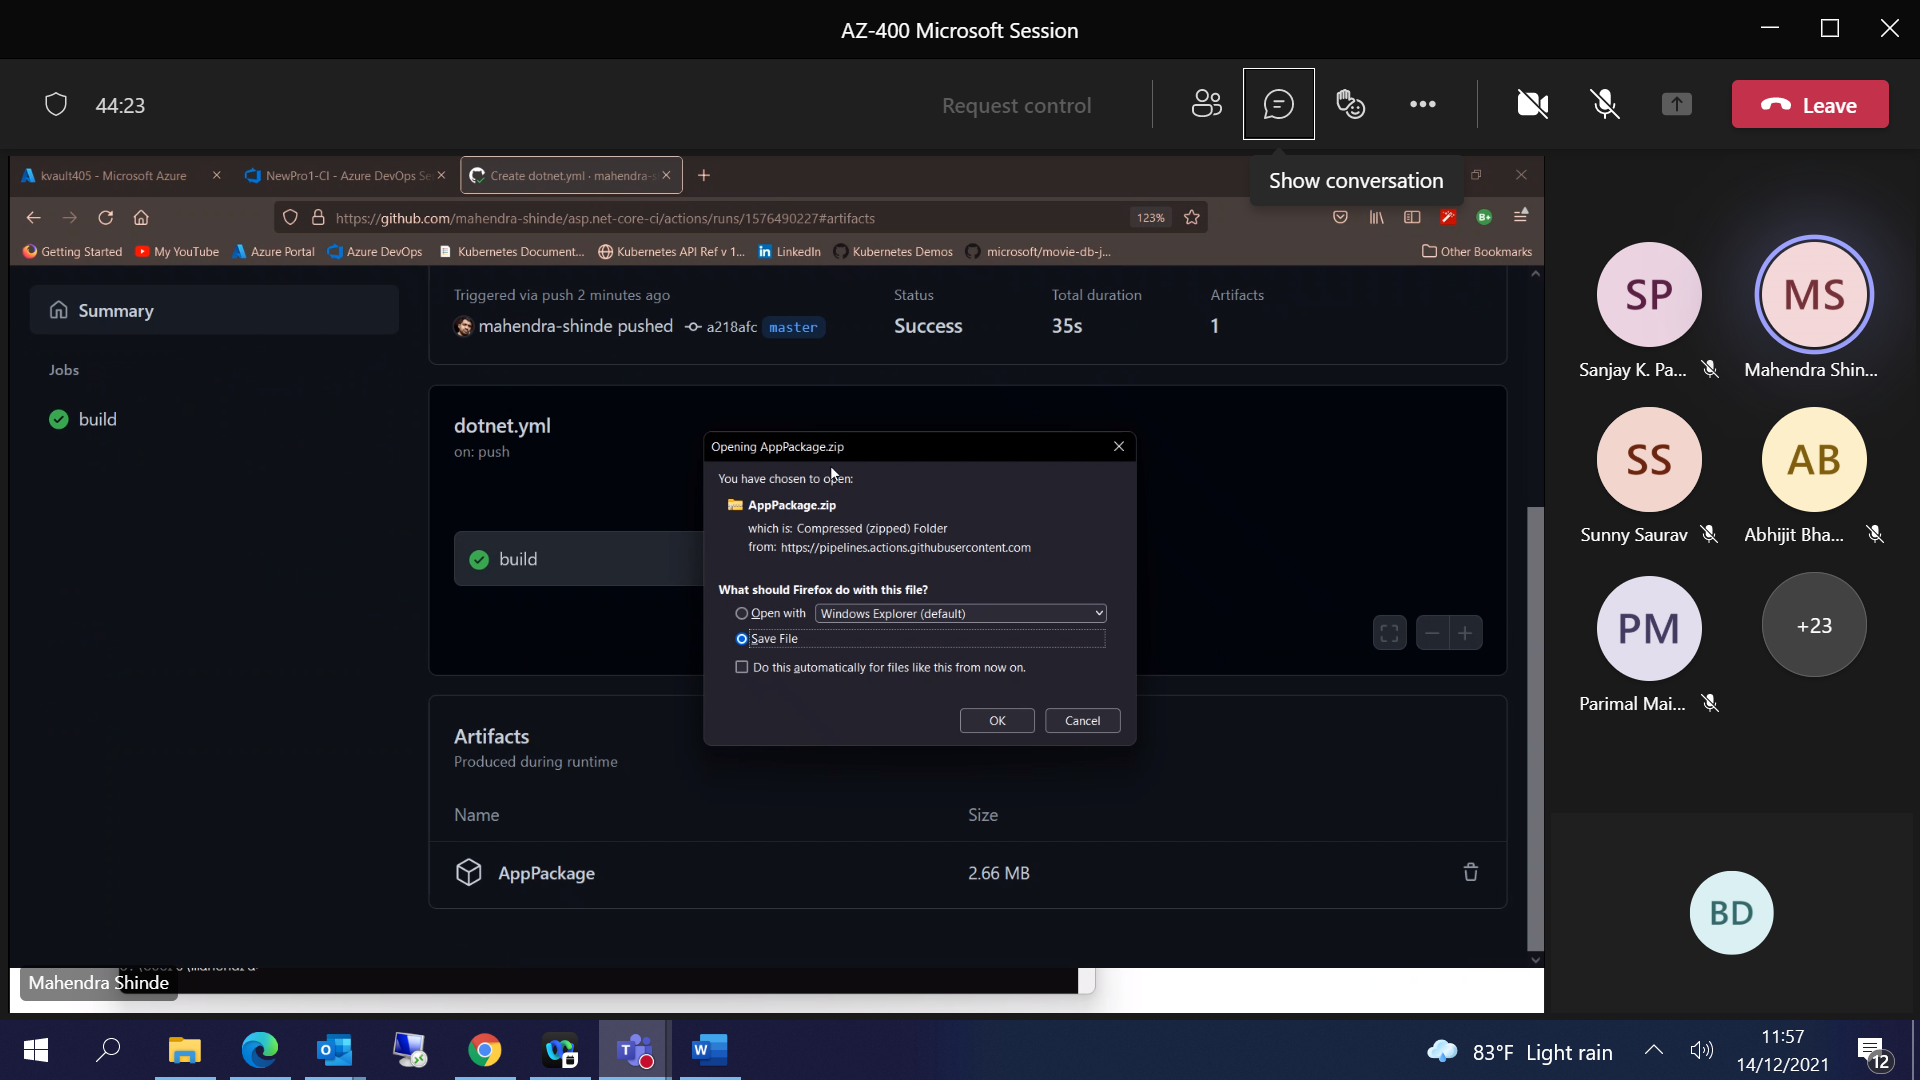 AZ-400 Microsoft Session
44:23
Request control
Leave
Show conversation
kvault405 - Microsoft Azure
NewPro1-CI - Azure DevOps Se
Create dotnet.yml · mahendra-s
https://github.com/mahendra-shinde/asp.net-core-ci/actions/runs/1576490227#artifacts
123%
Getting Started
My YouTube
Azure Portal
Azure DevOps
Kubernetes Document...
Kubernetes API Ref v 1...
LinkedIn
Kubernetes Demos
microsoft/movie-db-j...
Other Bookmarks
Summary
Jobs
build
Triggered via push 2 minutes ago
mahendra-shinde pushed a218afc master
Status
Success
Total duration
35s
Artifacts
1
dotnet.yml
on: push
build
Opening AppPackage.zip
You have chosen to open:
AppPackage.zip
which is: Compressed (zipped) Folder
from: https://pipelines.actions.githubusercontent.com
What should Firefox do with this file?
Open with Windows Explorer (default)
Save File
Do this automatically for files like this from now on.
OK
Cancel
Artifacts
Produced during runtime
Name
Size
AppPackage
2.66 MB
Mahendra Shinde
SP
Sanjay K. Pa...
MS
Mahendra Shin...
SS
Sunny Saurav
AB
Abhijit Bha...
PM
Parimal Mai...
+23
BD
83°F Light rain
11:57
14/12/2021
12